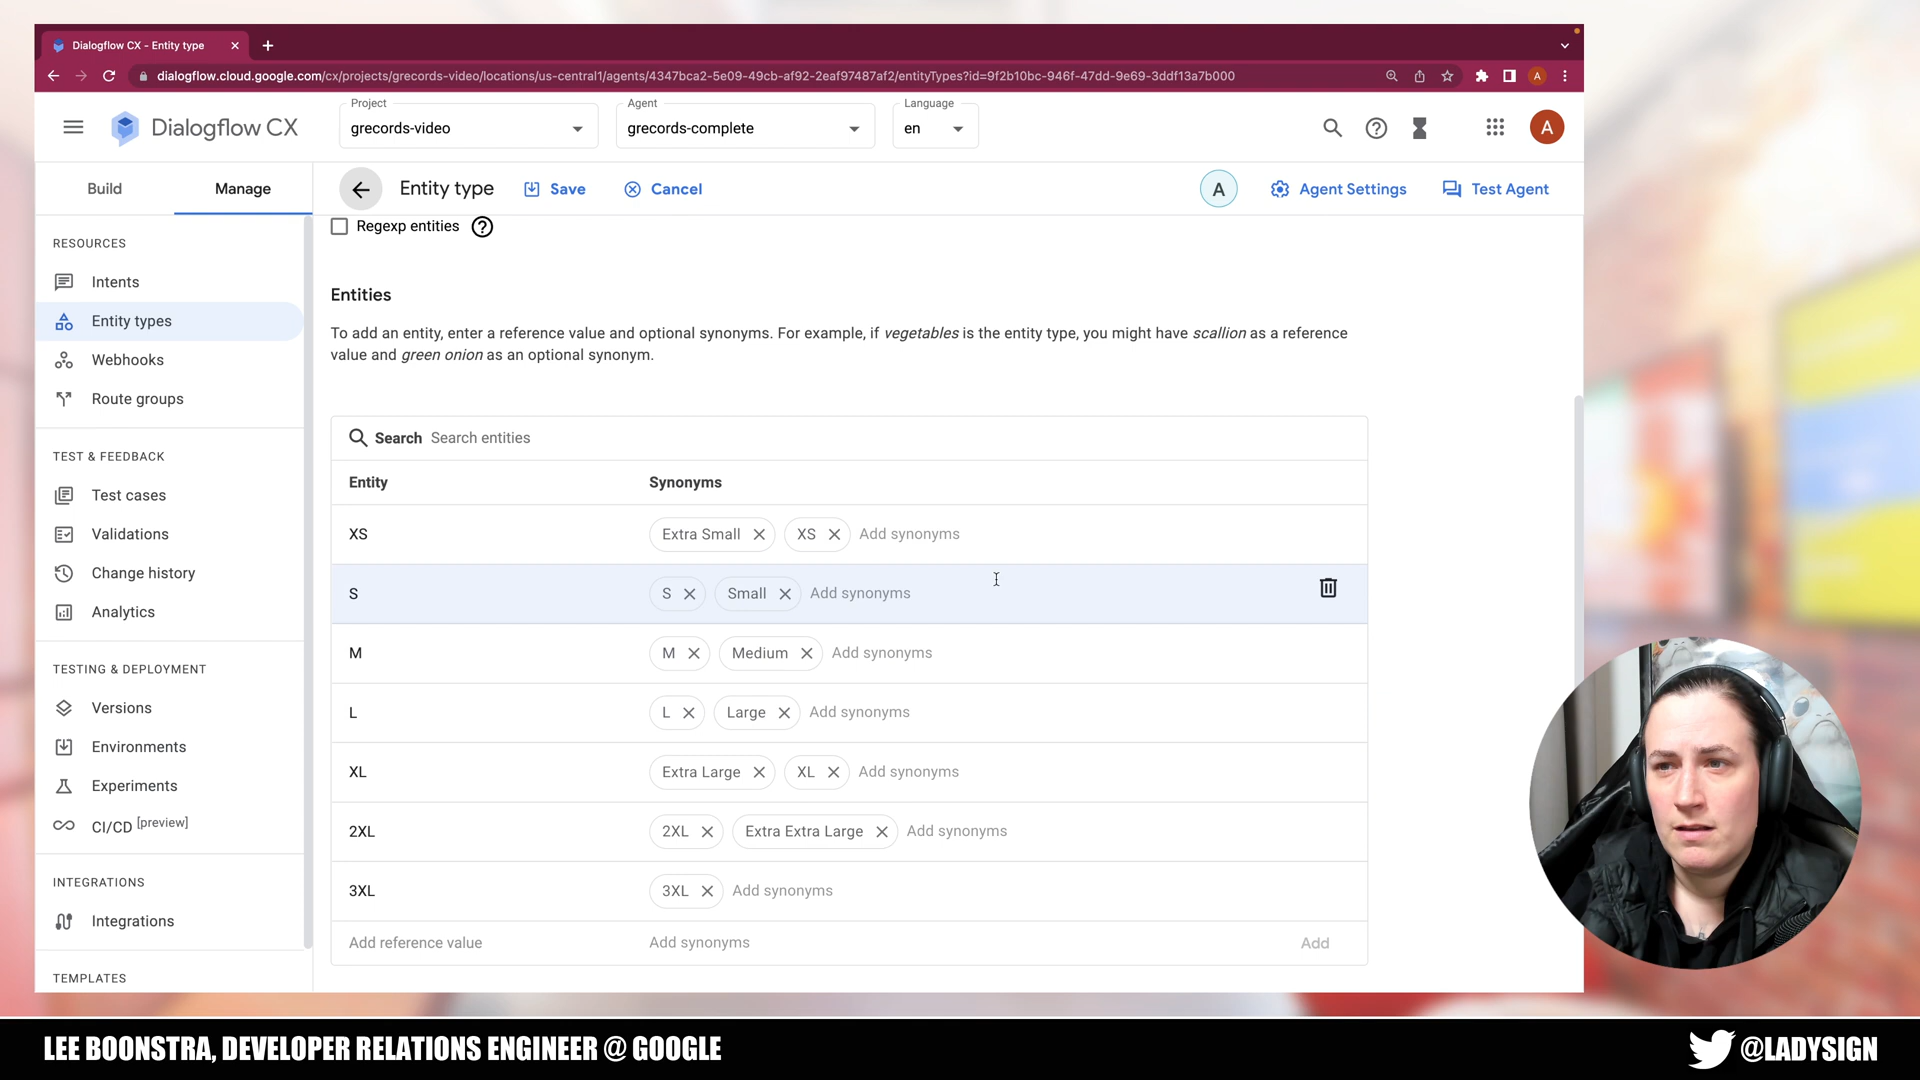 Dialogflow CX - Entity type
dialogflow.cloud.google.com/cx/projects/grecords-video/locations/us-central1/agents/4347bca2-5e09-49cb-af92-2eaf97487af2/entityTypes?id=9f2b10bc-946f-47dd-9e69-3ddf13a7b000
A
Dialogflow CX
Project
grecords-video
Agent
grecords-complete
Language
en
A
Build
Manage
Entity type
Save
Cancel
A
Agent Settings
Test Agent
RESOURCES
Intents
Entity types
Webhooks
Route groups
TEST & FEEDBACK
Test cases
Validations
Change history
Analytics
TESTING & DEPLOYMENT
Versions
Environments
Experiments
CI/CD [preview]
INTEGRATIONS
Integrations
TEMPLATES
Regexp entities
Entities
To add an entity, enter a reference value and optional synonyms. For example, if vegetables is the entity type, you might have scallion as a reference
value and green onion as an optional synonym.
Search Search entities
Entity Synonyms
XS Extra Small XS Add synonyms
S S Small Add synonyms
M M Medium Add synonyms
L L Large Add synonyms
XL Extra Large XL Add synonyms
2XL 2XL Extra Extra Large Add synonyms
3XL 3XL Add synonyms
Add reference value Add synonyms Add
LEE BOONSTRA, DEVELOPER RELATIONS ENGINEER @ GOOGLE
@LADYSIGN